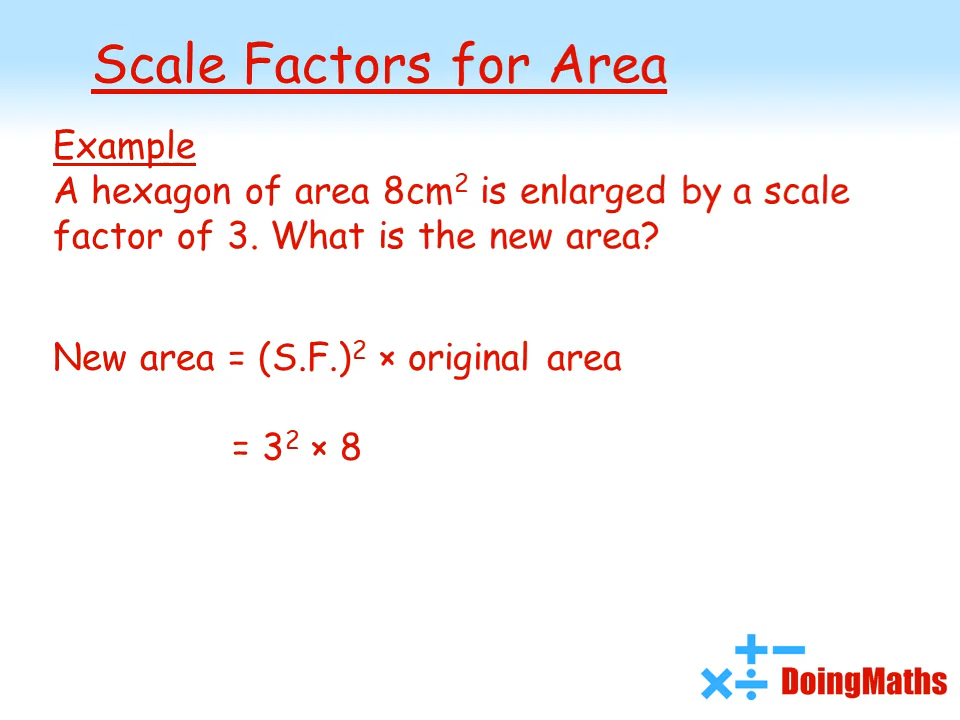 Scale Factors for Area
Example
A hexagon of area 8cm² is enlarged by a scale
factor of 3. What is the new area?
New area = (S.F.)² × original area
= 3² × 8
DoingMaths